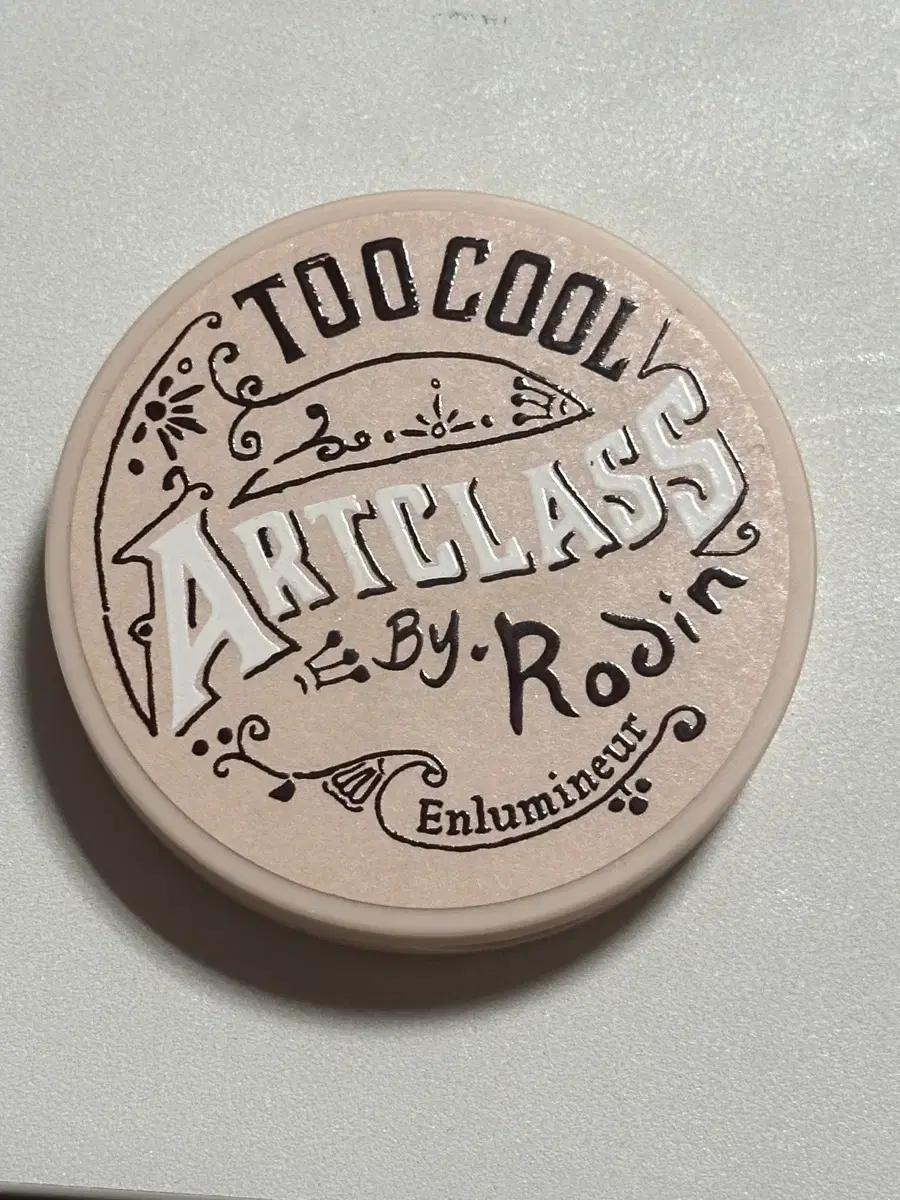 TOO COOL
ARTCLASS
By. Rodin
Enlumineur